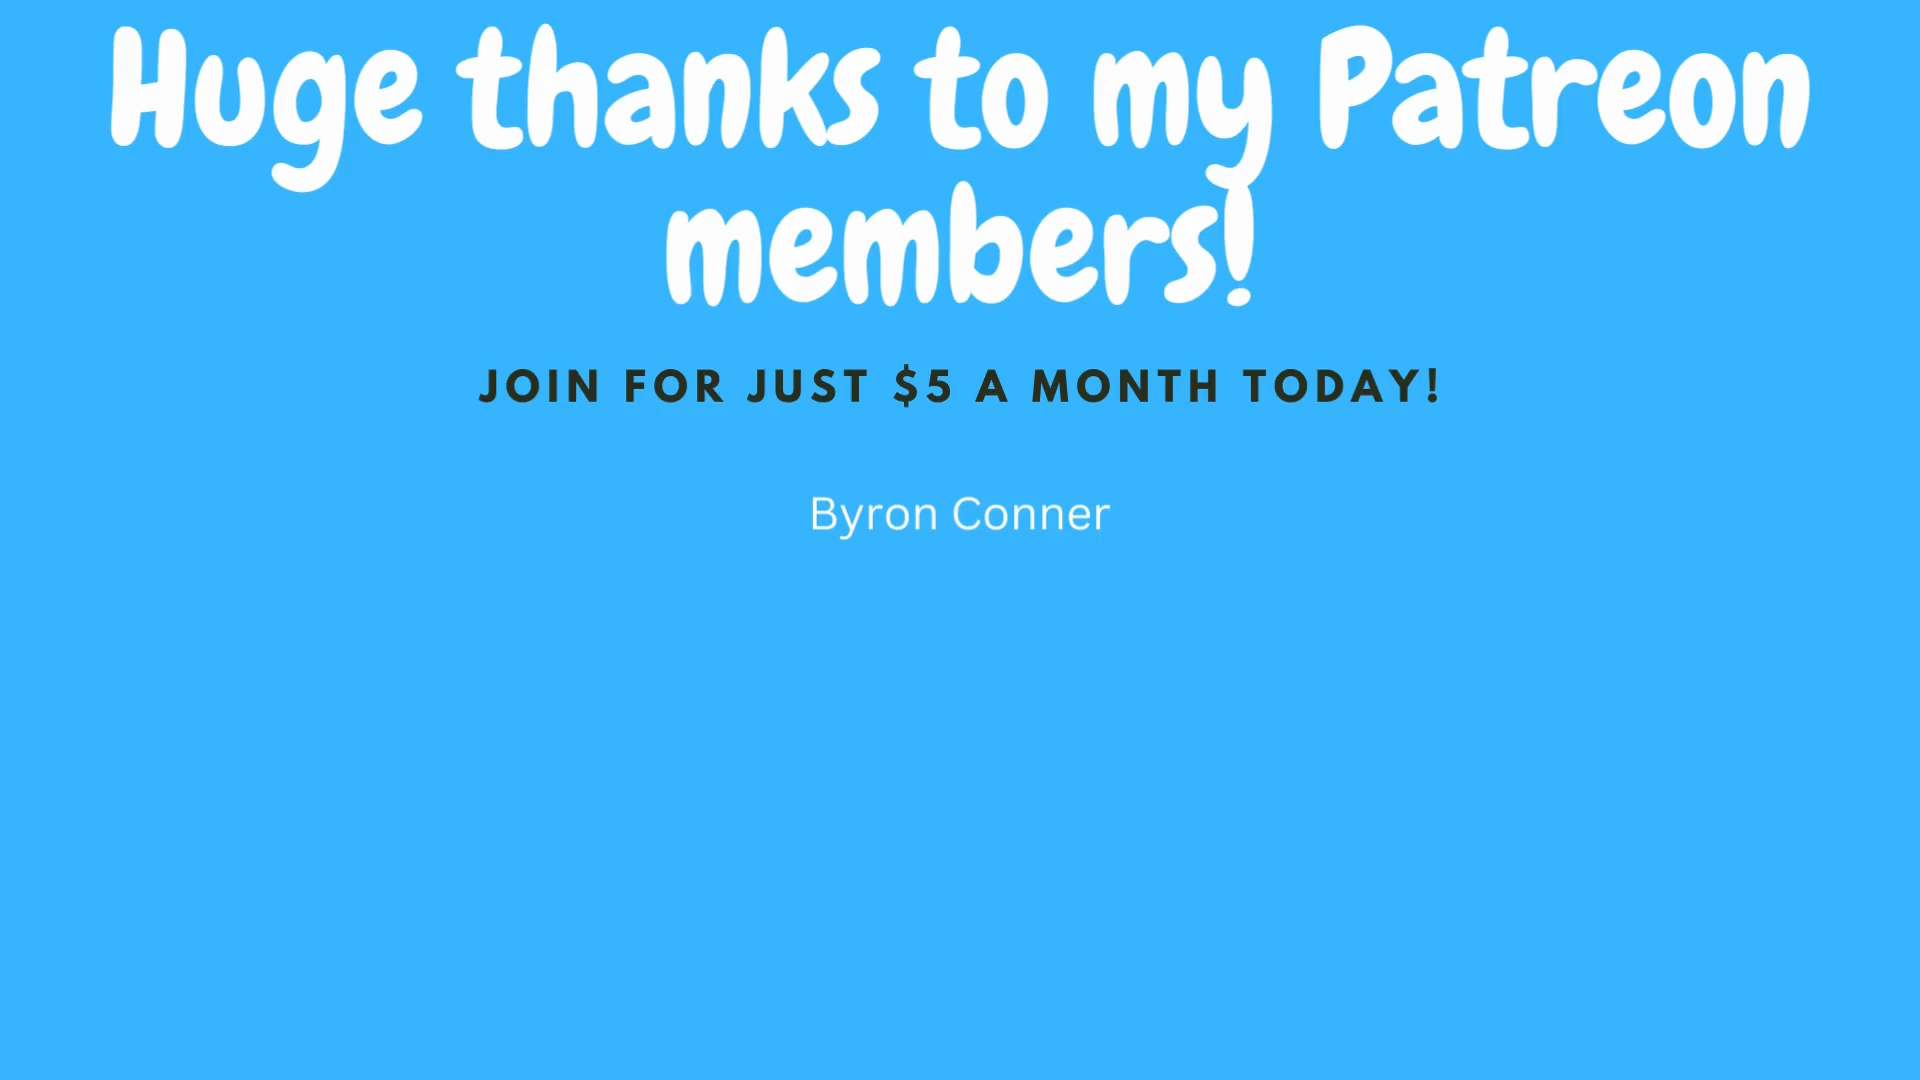 Huge thanks to my Patreon
members!
JOIN FOR JUST $5 A MONTH TODAY!
Byron Conner